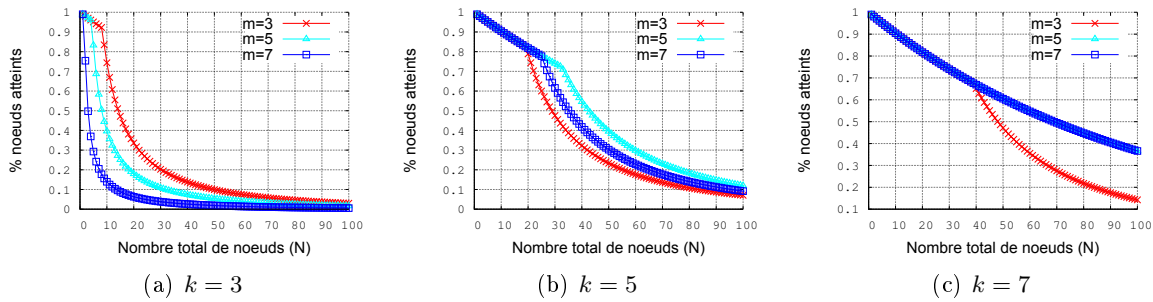 % noeuds atteints
1
0.9
0.8
0.7
0.6
0.5
0.4
0.3
0.2
0.1
0
m=3
m=5
m=7
0 10 20 30 40 50 60 70 80 90 100
Nombre total de noeuds (N)
(a) k = 3
% noeuds atteints
1
0.9
0.8
0.7
0.6
0.5
0.4
0.3
0.2
0.1
0
m=3
m=5
m=7
0 10 20 30 40 50 60 70 80 90 100
Nombre total de noeuds (N)
(b) k = 5
% noeuds atteints
1
0.9
0.8
0.7
0.6
0.5
0.4
0.3
0.2
0.1
m=3
m=5
m=7
0 10 20 30 40 50 60 70 80 90 100
Nombre total de noeuds (N)
(c) k = 7